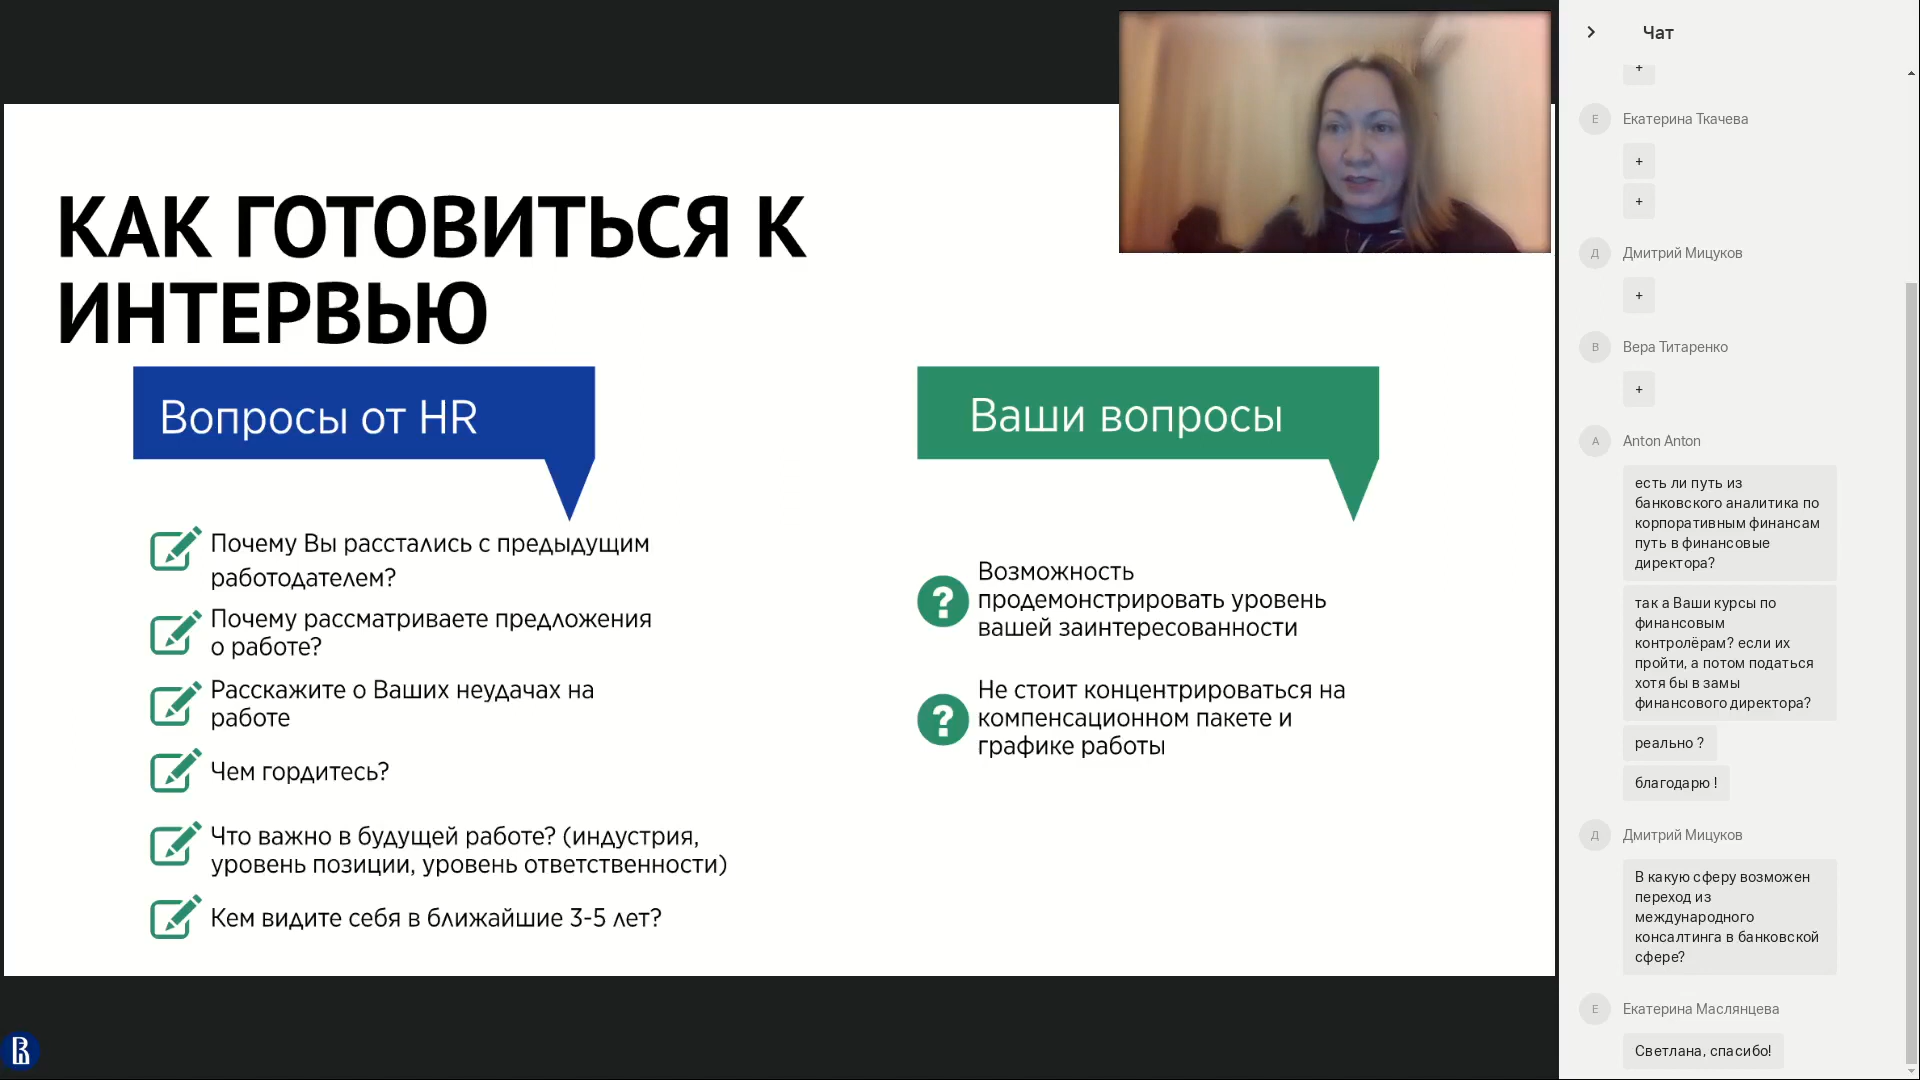 КАК ГОТОВИТЬСЯ К
ИНТЕРВЬЮ
Вопросы от HR
Почему Вы расстались с предыдущим
работодателем?
Почему рассматриваете предложения
о работе?
Расскажите о Ваших неудачах на
работе
Чем гордитесь?
Что важно в будущей работе? (индустрия,
уровень позиции, уровень ответственности)
Кем видите себя в ближайшие 3-5 лет?
Ваши вопросы
?
Возможность
продемонстрировать уровень
вашей заинтересованности
?
Не стоит концентрироваться на
компенсационном пакете и
графике работы
Чат
+
Е
Екатерина Ткачева
+
+
Д
Дмитрий Мицуков
+
В
Вера Титаренко
+
A
Anton Anton
есть ли путь из
банковского аналитика по
корпоративным финансам
путь в финансовые
директора?
так а Ваши курсы по
финансовым
контролёрам? если их
пройти, а потом податься
хотя бы в замы
финансового директора?
реально ?
благодарю !
Д
Дмитрий Мицуков
В какую сферу возможен
переход из
международного
консалтинга в банковской
сфере?
Е
Екатерина Маслянцева
Светлана, спасибо!